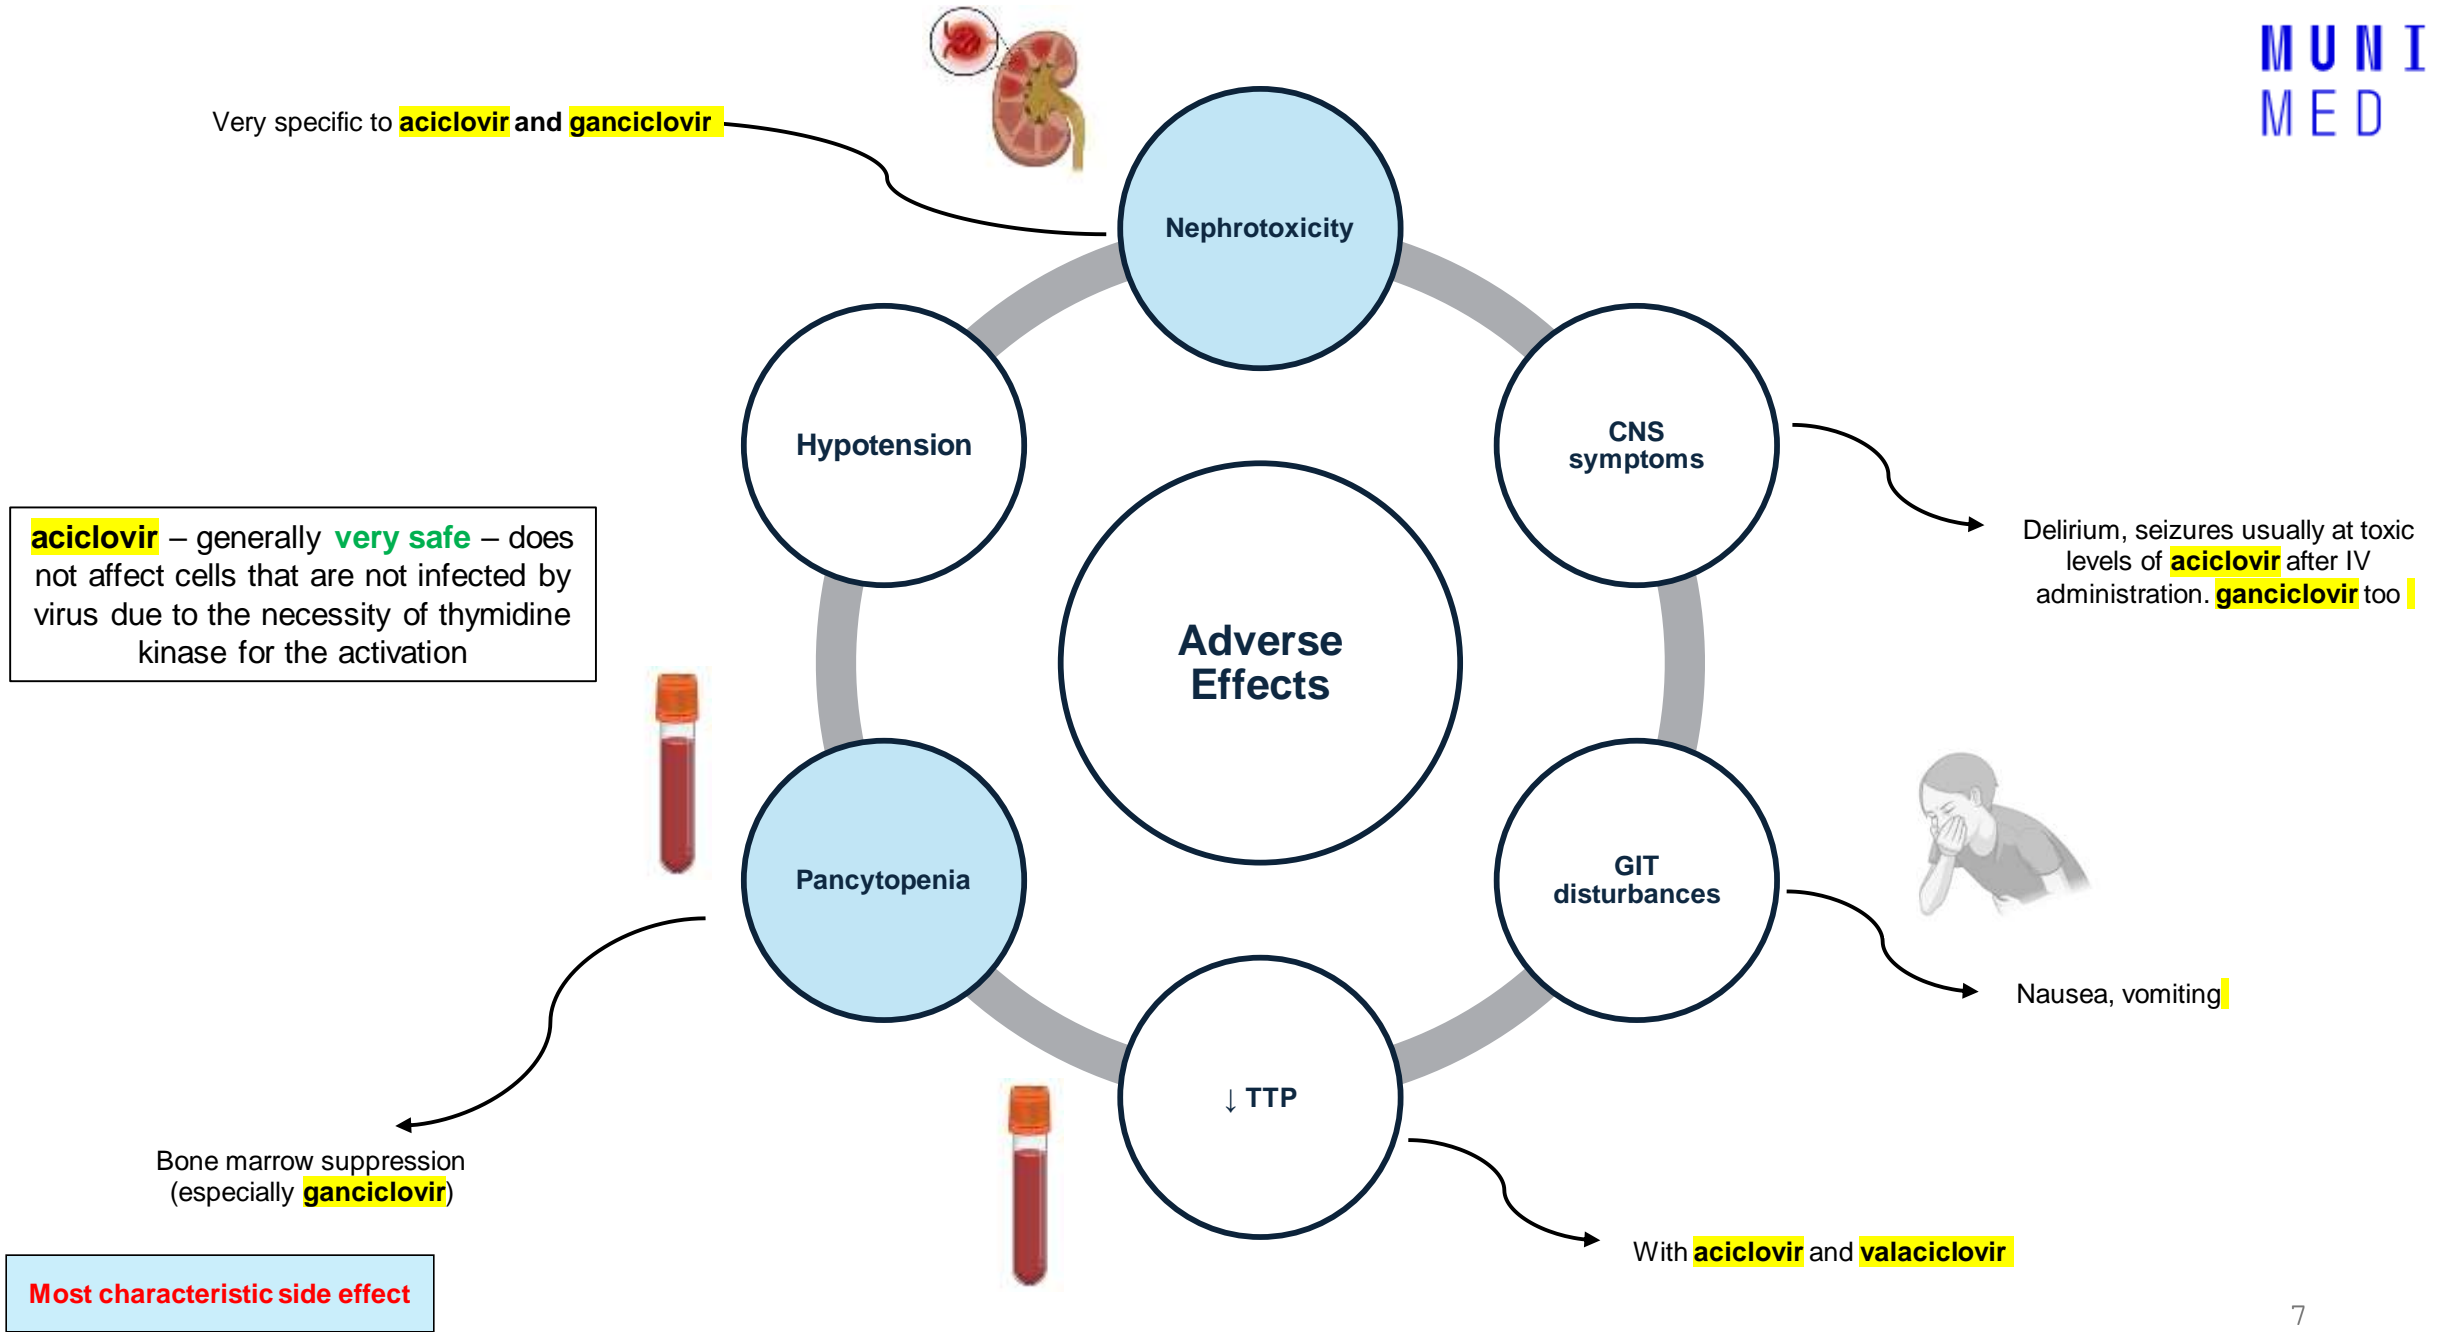 MUNI
MED
Very specific to aciclovir and ganciclovir
Nephrotoxicity
Hypotension
CNS
symptoms
aciclovir – generally very safe – does
not affect cells that are not infected by
virus due to the necessity of thymidine
kinase for the activation
Delirium, seizures usually at toxic
levels of aciclovir after IV
administration. ganciclovir too
Adverse
Effects
Pancytopenia
GIT
disturbances
Nausea, vomiting
↓ TTP
Bone marrow suppression
(especially ganciclovir)
With aciclovir and valaciclovir
Most characteristic side effect
7